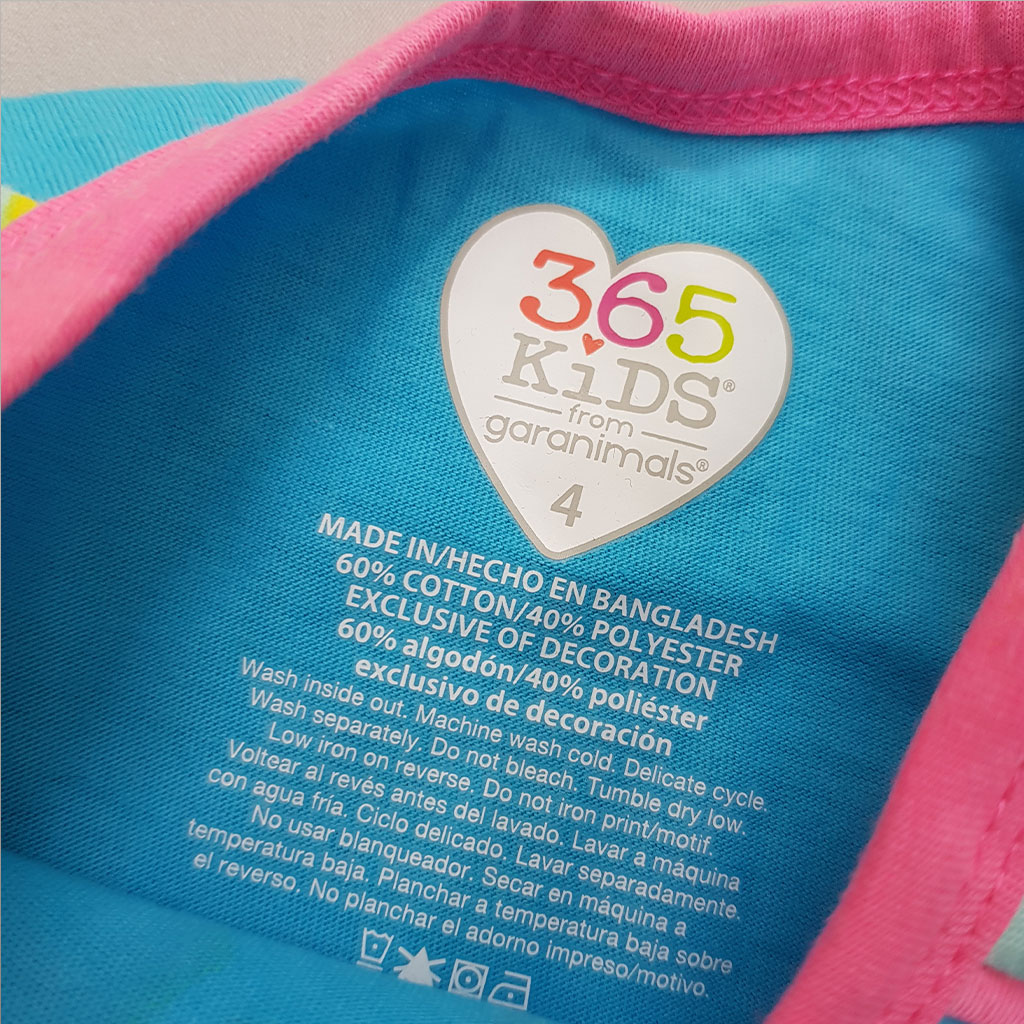 365
KiDS®
from
garanimals®
4
MADE IN/HECHO EN BANGLADESH
60% COTTON/40% POLYESTER
EXCLUSIVE OF DECORATION
60% algodón/40% poliéster
exclusivo de decoración
Wash inside out. Machine wash cold. Delicate cycle.
Wash separately. Do not bleach. Tumble dry low.
Low iron on reverse. Do not iron print/motif.
Voltear al revés antes del lavado. Lavar a máquina
con agua fría. Ciclo delicado. Lavar separadamente.
No usar blanqueador. Secar en máquina a
temperatura baja. Planchar a temperatura baja sobre
el reverso. No planchar el adorno impreso/motivo.